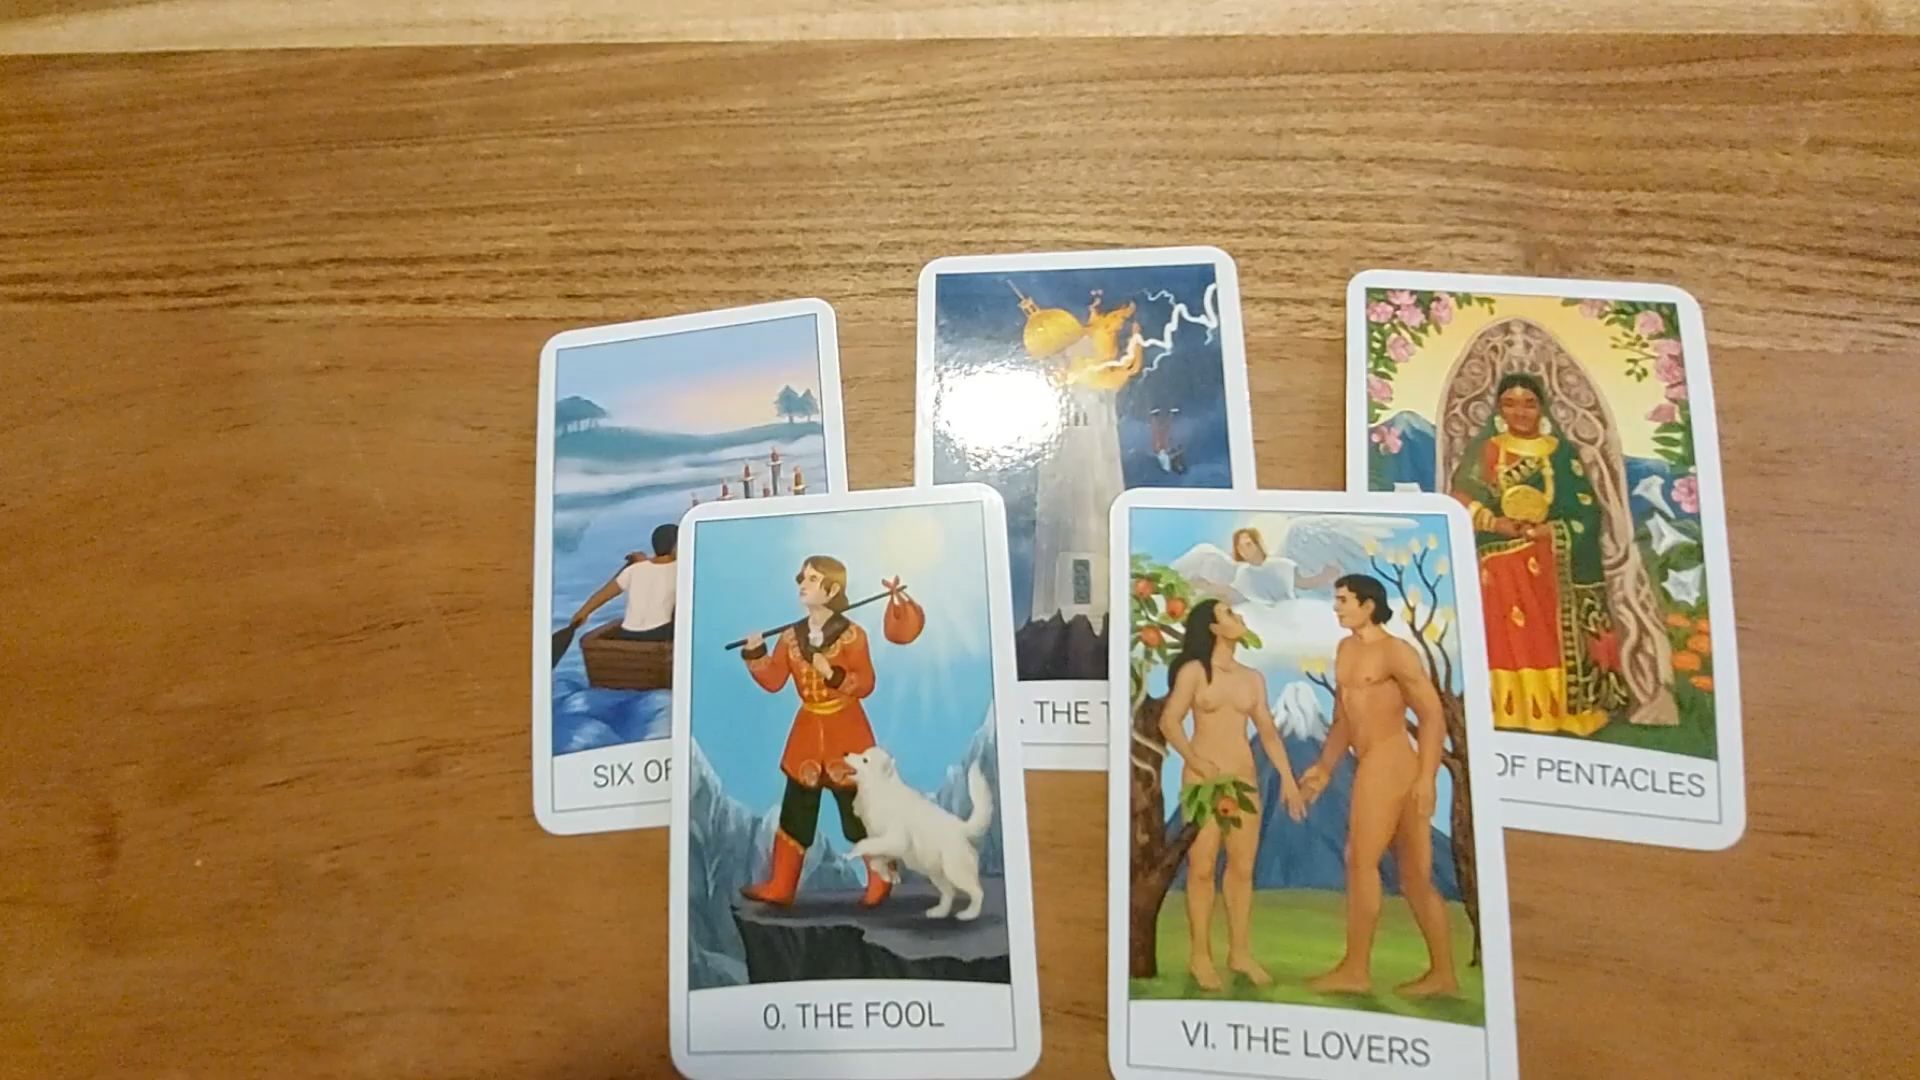 SIX OF
. THE T
OF PENTACLES
0. THE FOOL
VI. THE LOVERS